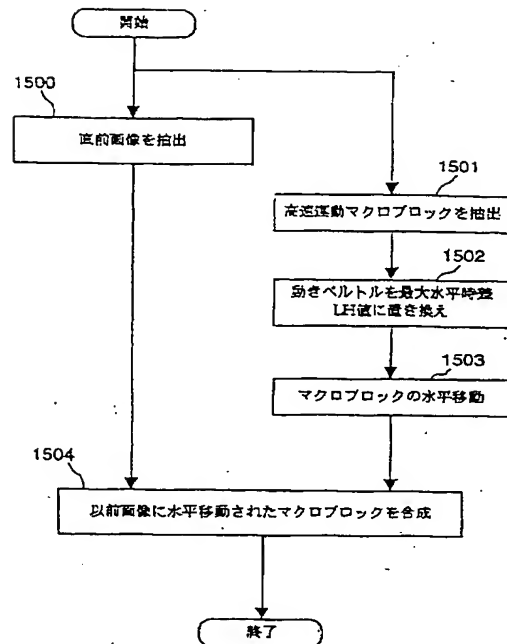 開始
1500
直前画像を抽出
1501
高速運動マクロブロックを抽出
1502
動きベルトルを最大水平時差
LH値に置き換え
1503
マクロブロックの水平移動
1504
以前画像に水平移動されたマクロブロックを合成
終了